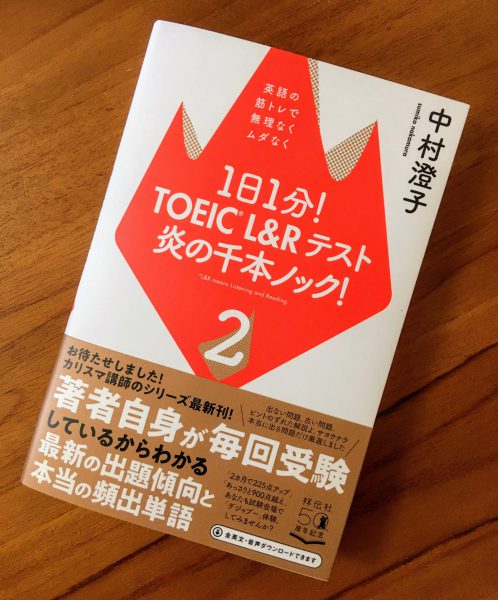 英語の
筋トレで
無理なく
ムダなく
1日1分！
TOEIC® L&R テスト
炎の千本ノック！
*L&R means Listening and Reading.
2
中村澄子
sumiko nakamura
お待たせしました！
カリスマ講師のシリーズ最新刊！
出ない問題、古い問題、
ピントのずれた解説よ、サヨウナラ
本当に出る問題だけ厳選しました
著者自身が毎回受験
しているからわかる
最新の出題傾向と
本当の頻出単語
「2カ月で225点アップ」
「あっさりと900点越え」
あなたも試験会場で
「デジャブー」体験、
してみませんか？
祥伝社
50
周年記念
全英文・音声ダウンロードできます